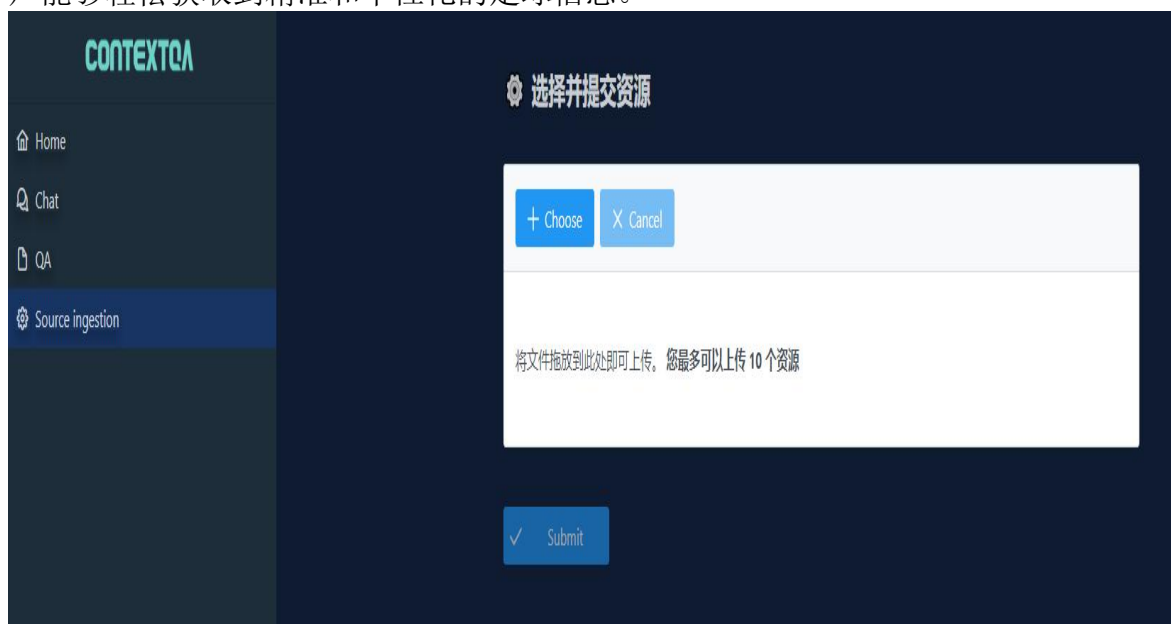 CONTEXTQA
Home
Chat
QA
Source ingestion
选择并提交资源
+ Choose
X Cancel
将文件拖放到此处即可上传。您最多可以上传 10 个资源
Submit